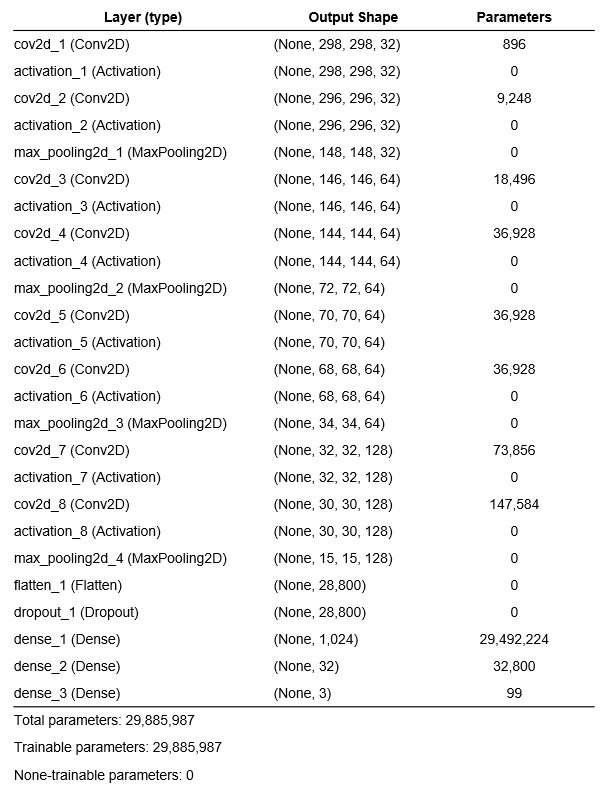 Layer (type) Output Shape Parameters
cov2d_1 (Conv2D) (None, 298, 298, 32) 896
activation_1 (Activation) (None, 298, 298, 32) 0
cov2d_2 (Conv2D) (None, 296, 296, 32) 9,248
activation_2 (Activation) (None, 296, 296, 32) 0
max_pooling2d_1 (MaxPooling2D) (None, 148, 148, 32) 0
cov2d_3 (Conv2D) (None, 146, 146, 64) 18,496
activation_3 (Activation) (None, 146, 146, 64) 0
cov2d_4 (Conv2D) (None, 144, 144, 64) 36,928
activation_4 (Activation) (None, 144, 144, 64) 0
max_pooling2d_2 (MaxPooling2D) (None, 72, 72, 64) 0
cov2d_5 (Conv2D) (None, 70, 70, 64) 36,928
activation_5 (Activation) (None, 70, 70, 64)
cov2d_6 (Conv2D) (None, 68, 68, 64) 36,928
activation_6 (Activation) (None, 68, 68, 64) 0
max_pooling2d_3 (MaxPooling2D) (None, 34, 34, 64) 0
cov2d_7 (Conv2D) (None, 32, 32, 128) 73,856
activation_7 (Activation) (None, 32, 32, 128) 0
cov2d_8 (Conv2D) (None, 30, 30, 128) 147,584
activation_8 (Activation) (None, 30, 30, 128) 0
max_pooling2d_4 (MaxPooling2D) (None, 15, 15, 128) 0
flatten_1 (Flatten) (None, 28,800) 0
dropout_1 (Dropout) (None, 28,800) 0
dense_1 (Dense) (None, 1,024) 29,492,224
dense_2 (Dense) (None, 32) 32,800
dense_3 (Dense) (None, 3) 99
Total parameters: 29,885,987
Trainable parameters: 29,885,987
None-trainable parameters: 0